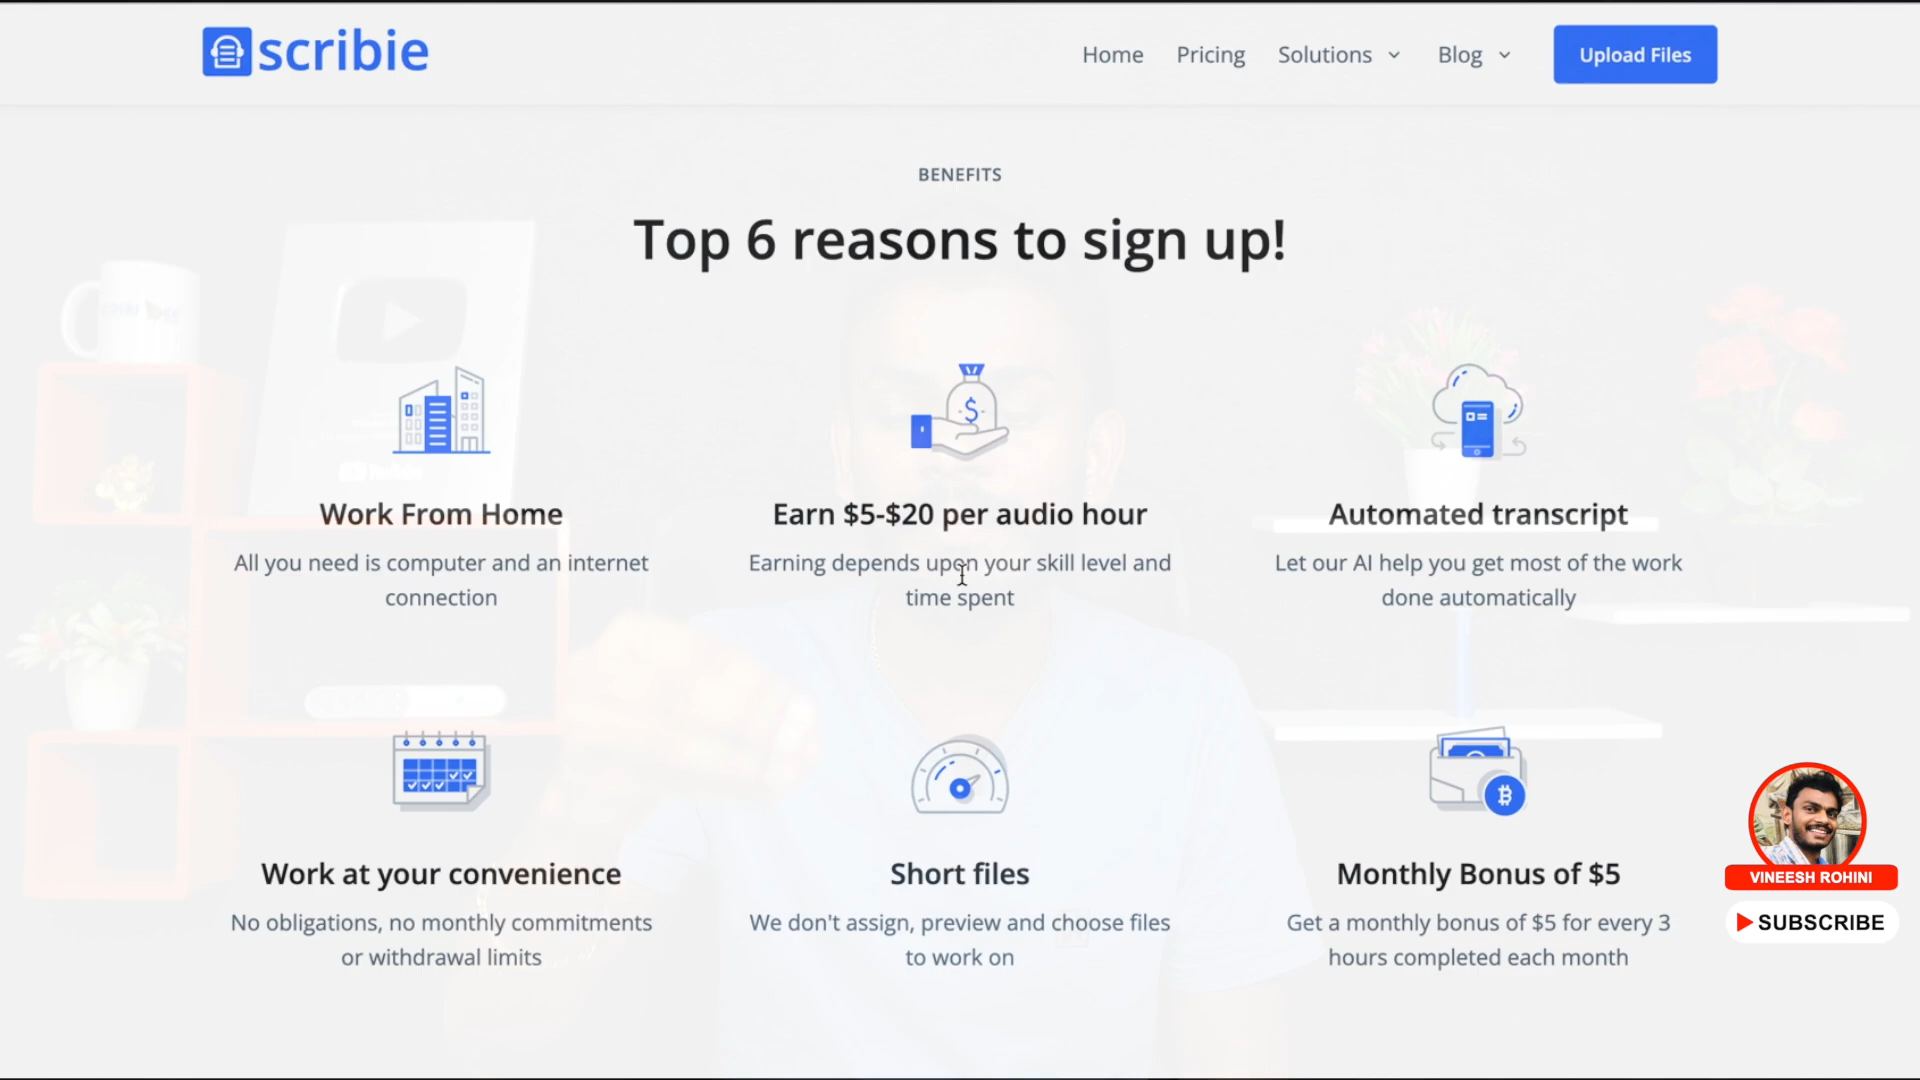 scribie
Home
Pricing
Solutions
Blog
Upload Files
BENEFITS
Top 6 reasons to sign up!
Work From Home
All you need is computer and an internet
connection
Earn $5-$20 per audio hour
Earning depends upon your skill level and
time spent
Automated transcript
Let our AI help you get most of the work
done automatically
Work at your convenience
No obligations, no monthly commitments
or withdrawal limits
Short files
We don't assign, preview and choose files
to work on
Monthly Bonus of $5
Get a monthly bonus of $5 for every 3
hours completed each month
VINEESH ROHINI
SUBSCRIBE